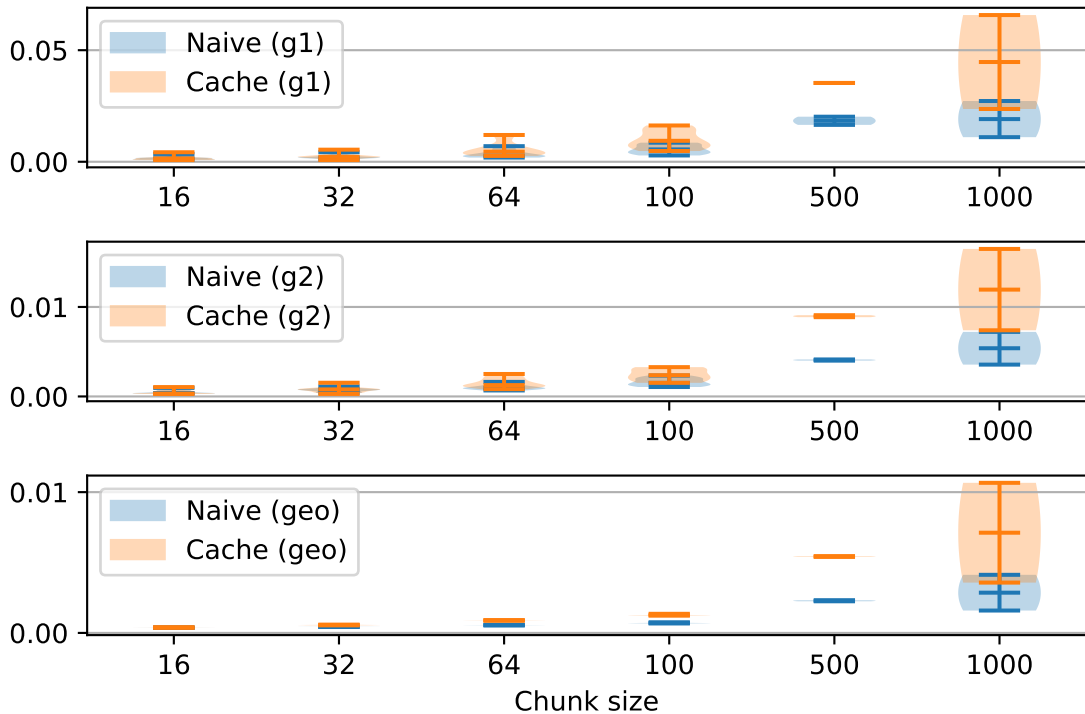 0.05
0.00
Naive (g1)
Cache (g1)
16 32 64 100 500 1000
0.01
0.00
Naive (g2)
Cache (g2)
16 32 64 100 500 1000
0.01
0.00
Naive (geo)
Cache (geo)
16 32 64 100 500 1000
Chunk size